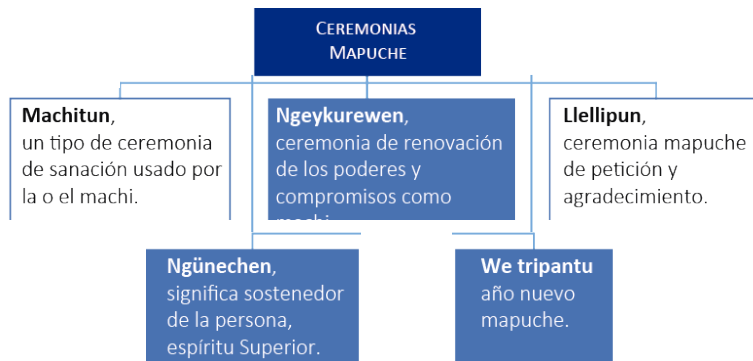 CEREMONIAS
MAPUCHE
Machitun,
un tipo de ceremonia
de sanación usado por
la o el machi.
Ngeykurewen,
ceremonia de renovación
de los poderes y
compromisos como
machi
Llellipun,
ceremonia mapuche
de petición y
agradecimiento.
Ngünechen,
significa sostenedor
de la persona,
espíritu Superior.
We tripantu
año nuevo
mapuche.